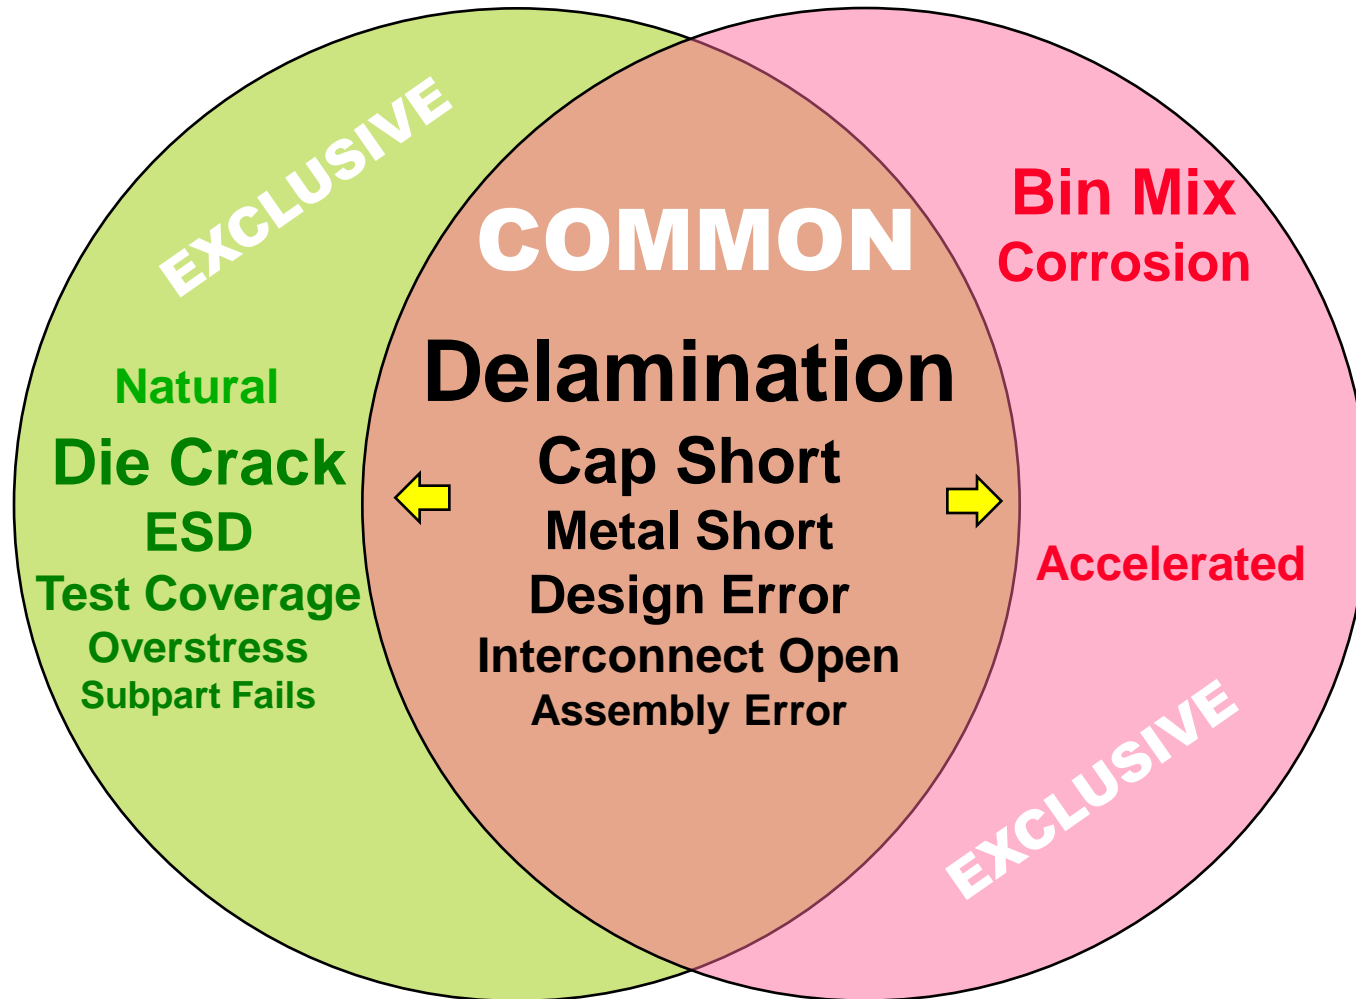 EXCLUSIVE
Natural
Die Crack
ESD
Test Coverage
Overstress
Subpart Fails
COMMON
Delamination
Cap Short
Metal Short
Design Error
Interconnect Open
Assembly Error
Bin Mix
Corrosion
Accelerated
EXCLUSIVE